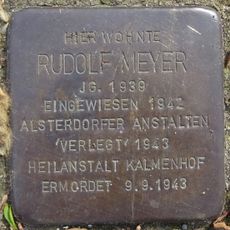 HIER WOHNTE
RUDOLF MEYER
JG. 1939
EINGEWIESEN 1942
ALSTERDORFER ANSTALTEN
'VERLEGT' 1943
HEILANSTALT KALMENHOF
ERMORDET 9.9.1943